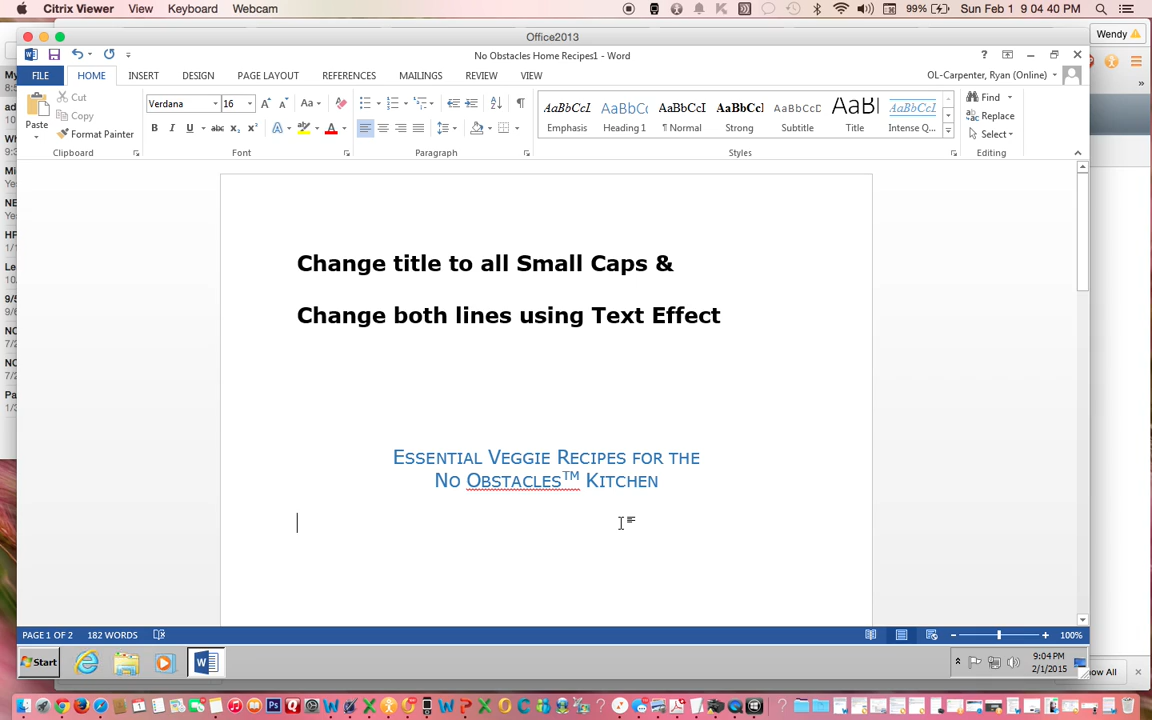 Citrix Viewer View Keyboard Webcam
99% Sun Feb 1 9:04:40 PM
Office2013
Wendy
No Obstacles Home Recipes1 - Word
FILE HOME INSERT DESIGN PAGE LAYOUT REFERENCES MAILINGS REVIEW VIEW
OL-Carpenter, Ryan (Online)
Paste
Cut
Copy
Format Painter
Clipboard
Verdana 16
Font
Paragraph
AaBbCcI AaBbCc AaBbCcI AaBbCcI AaBbCcD AaBl AaBbCcI
Emphasis Heading 1 ¶ Normal Strong Subtitle Title Intense Q...
Styles
Find
Replace
Select
Editing
Change title to all Small Caps &
Change both lines using Text Effect
Essential Veggie Recipes for the
No Obstacles™ Kitchen
PAGE 1 OF 2 182 WORDS
100%
Start
9:04 PM
2/1/2015